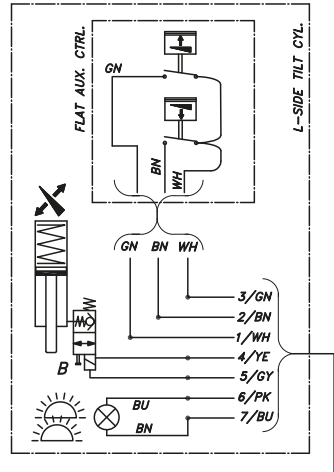 FLAT AUX. CTRL.
L-SIDE TILT CYL.
GN
BN
WH
GN BN WH
3/GN
2/BN
1/WH
4/YE
5/GY
6/PK
7/BU
B
BU
BN